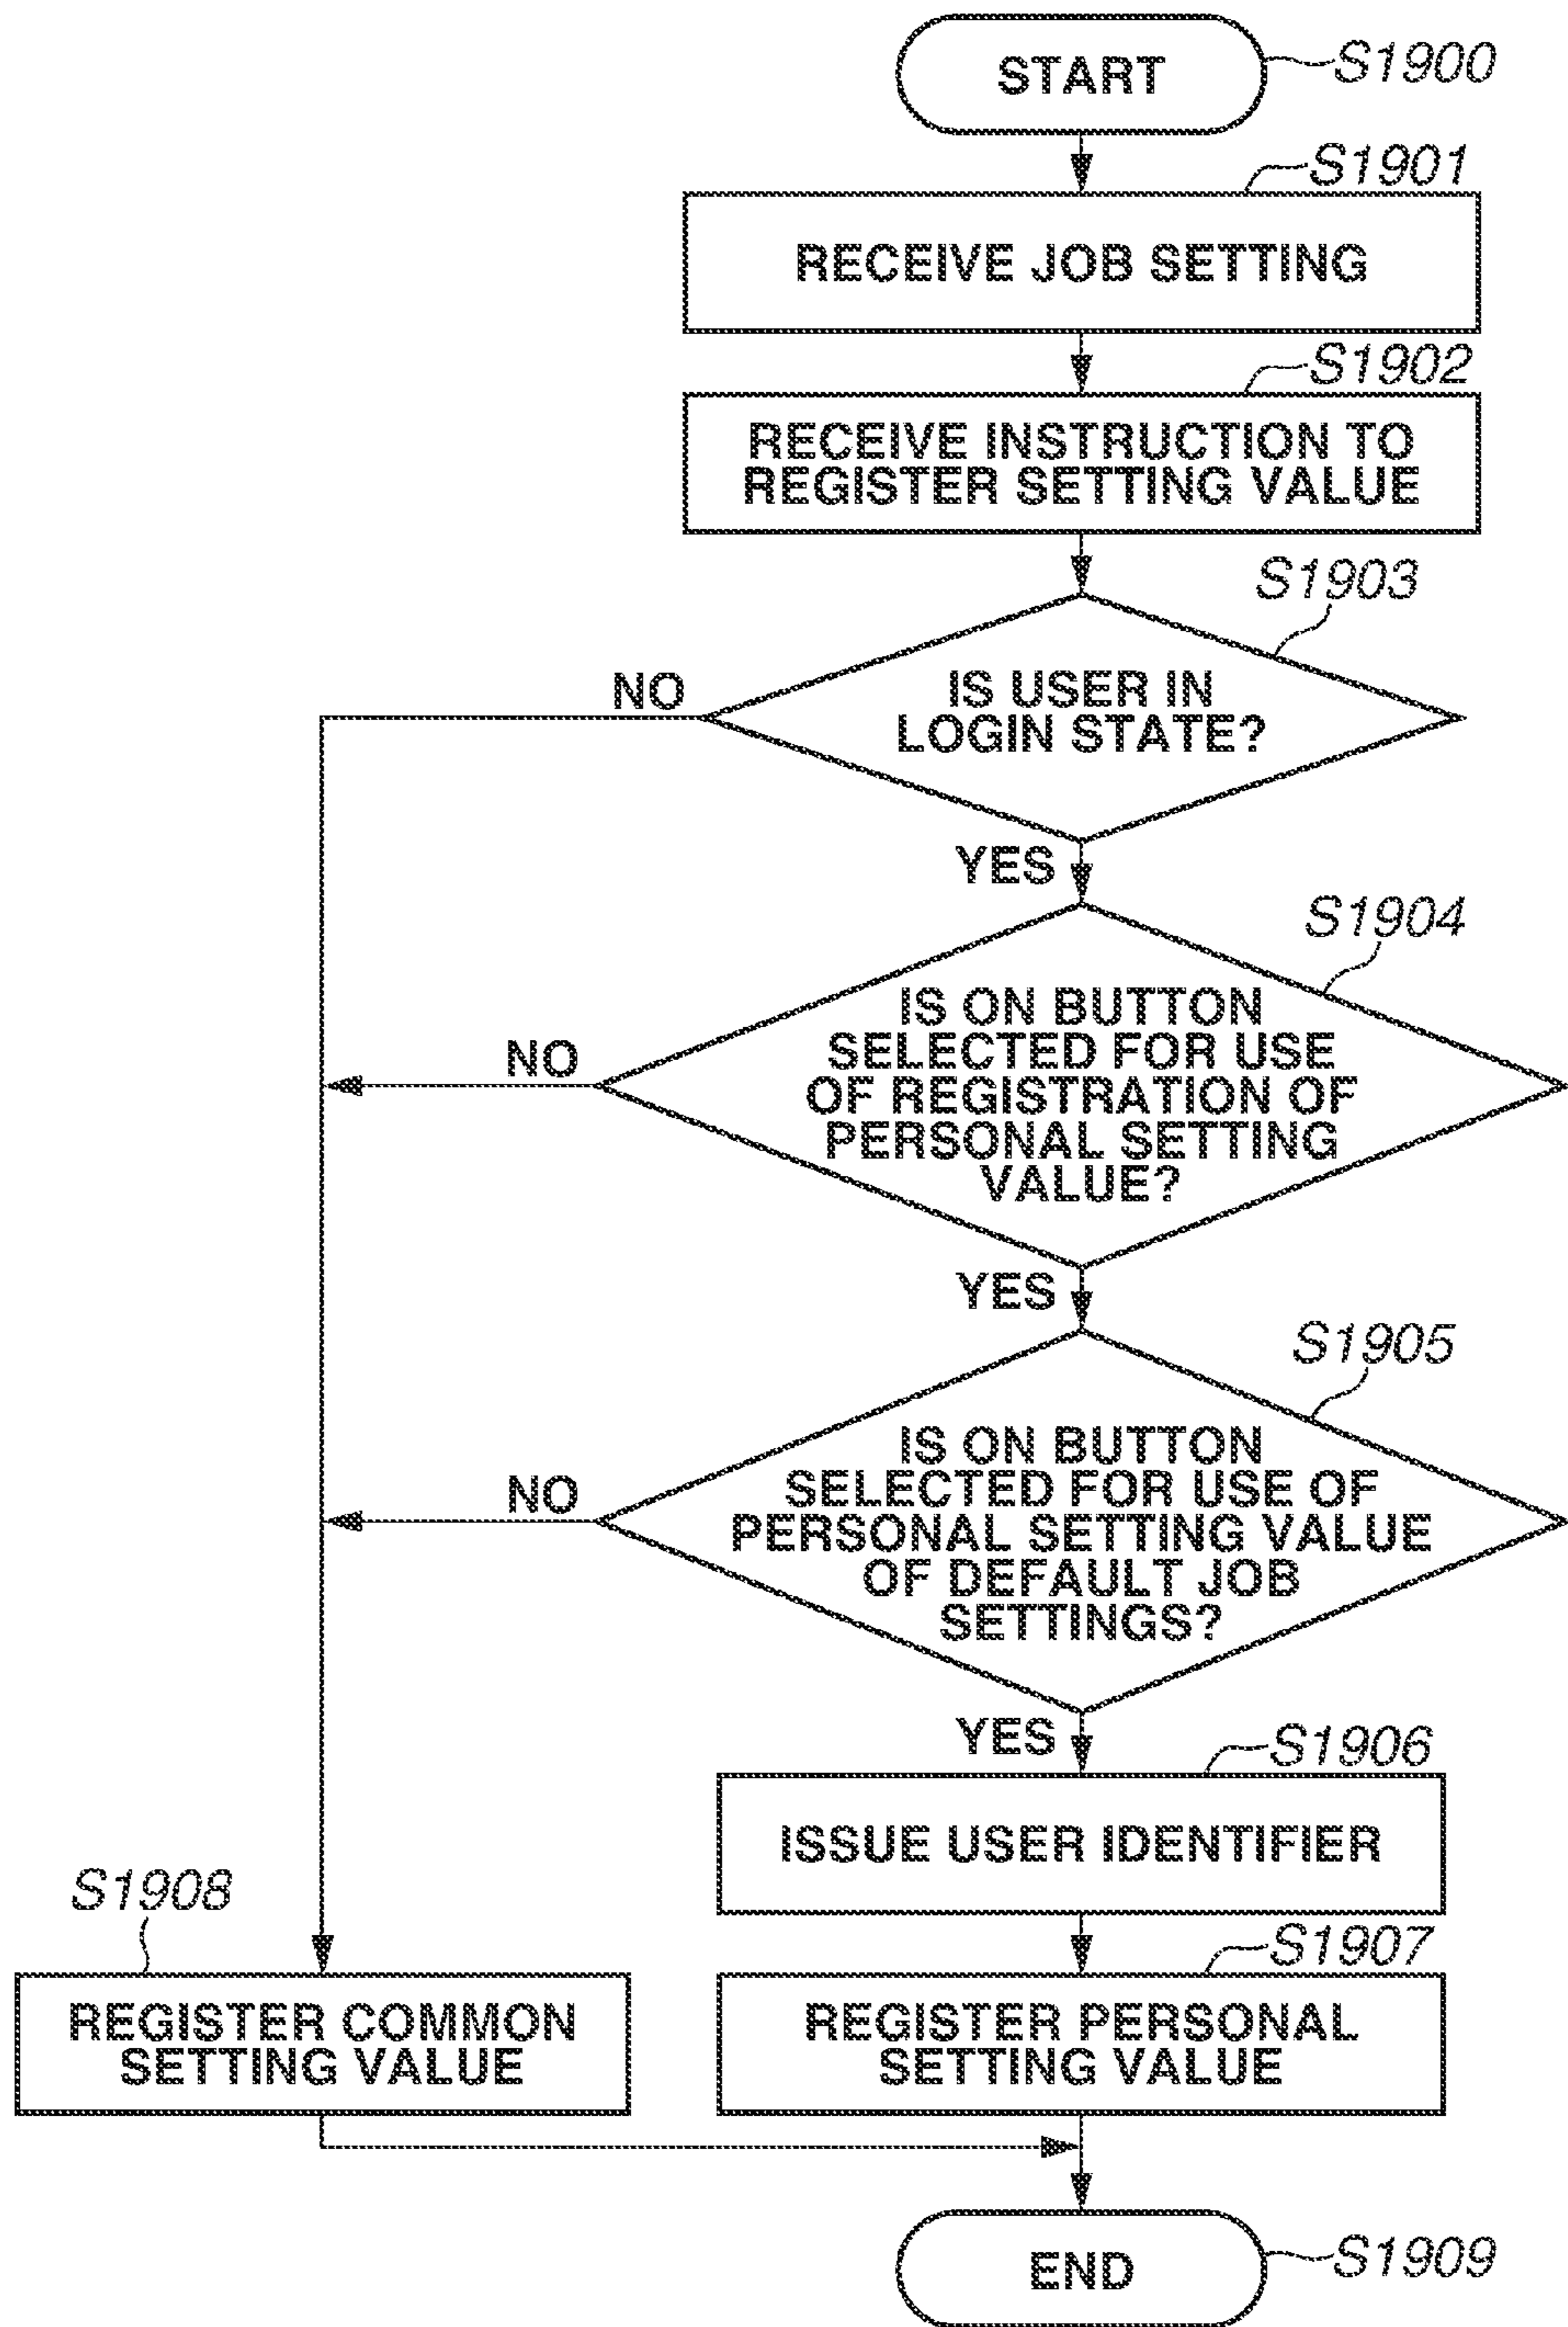 START
S1900
S1901
RECEIVE JOB SETTING
S1902
RECEIVE INSTRUCTION TO
REGISTER SETTING VALUE
S1903
NO
IS USER IN
LOGIN STATE?
YES
S1904
NO
IS ON BUTTON
SELECTED FOR USE
OF REGISTRATION OF
PERSONAL SETTING
VALUE?
YES
S1905
NO
IS ON BUTTON
SELECTED FOR USE OF
PERSONAL SETTING VALUE
OF DEFAULT JOB
SETTINGS?
YES
S1906
ISSUE USER IDENTIFIER
S1908
REGISTER COMMON
SETTING VALUE
S1907
REGISTER PERSONAL
SETTING VALUE
END
S1909